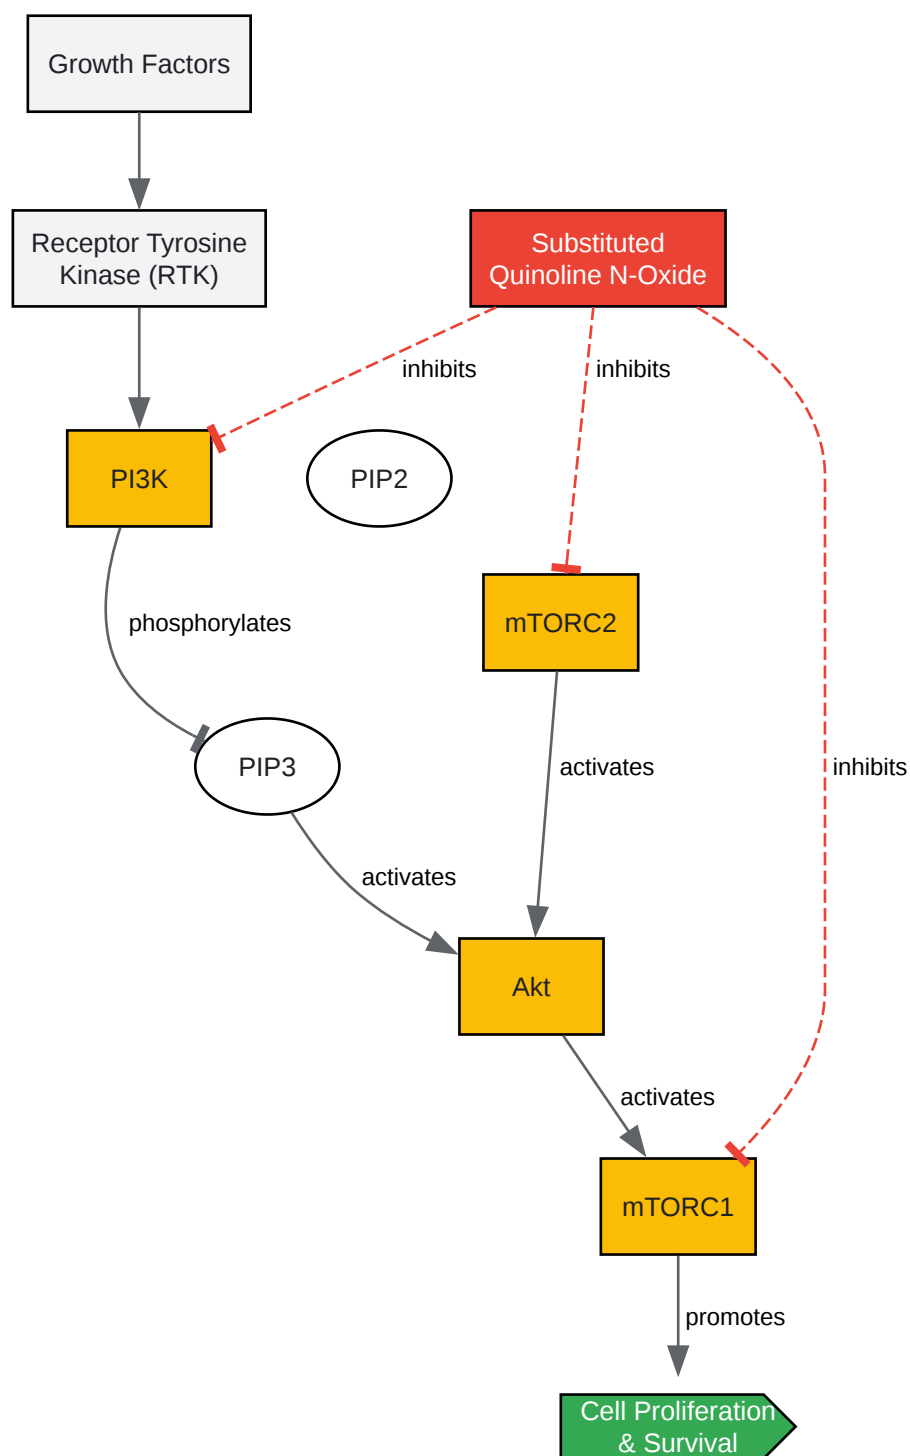 Growth Factors
Receptor Tyrosine
Kinase (RTK)
Substituted
Quinoline N-Oxide
inhibits
inhibits
PI3K
PIP2
phosphorylates
mTORC2
PIP3
activates
inhibits
activates
Akt
activates
mTORC1
promotes
Cell Proliferation
& Survival